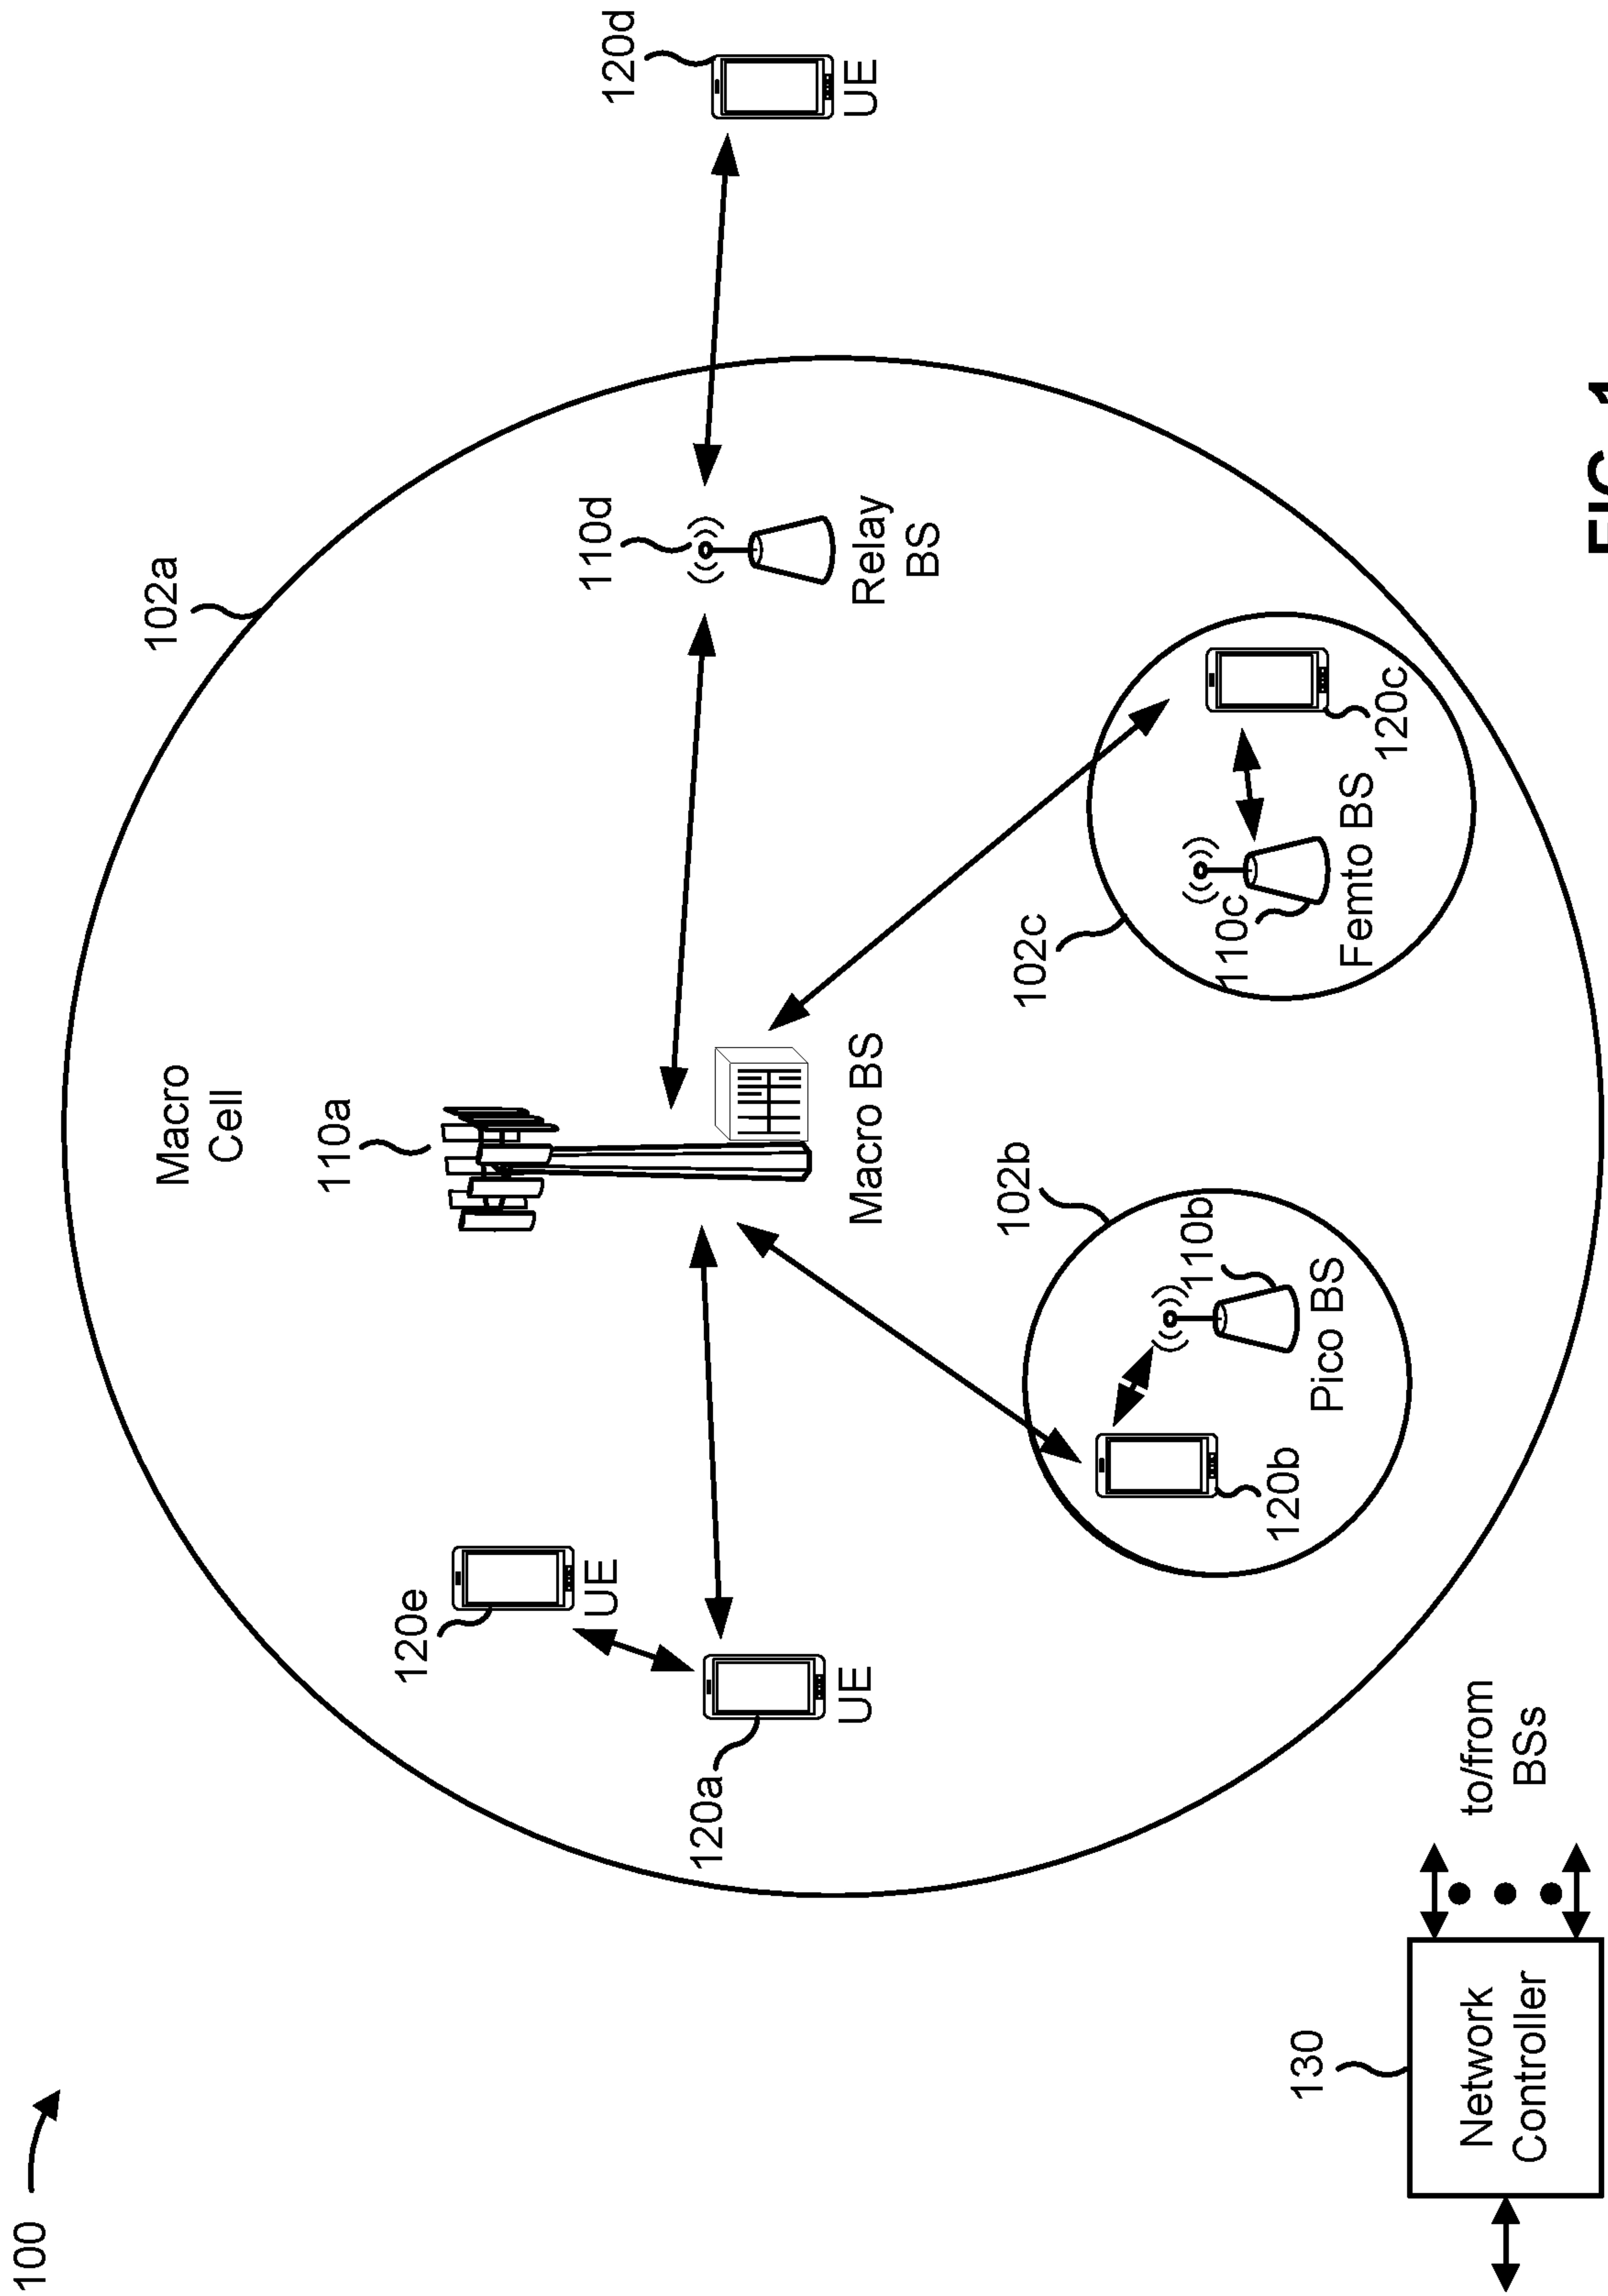 100
Macro
Cell
102a
110a
120e
UE
120a
UE
Macro BS
110d
Relay
BS
120d
UE
102b
110b
Pico BS
120b
102c
110c
Femto BS
120c
130
Network
Controller
to/from
BSs
FIG. 1